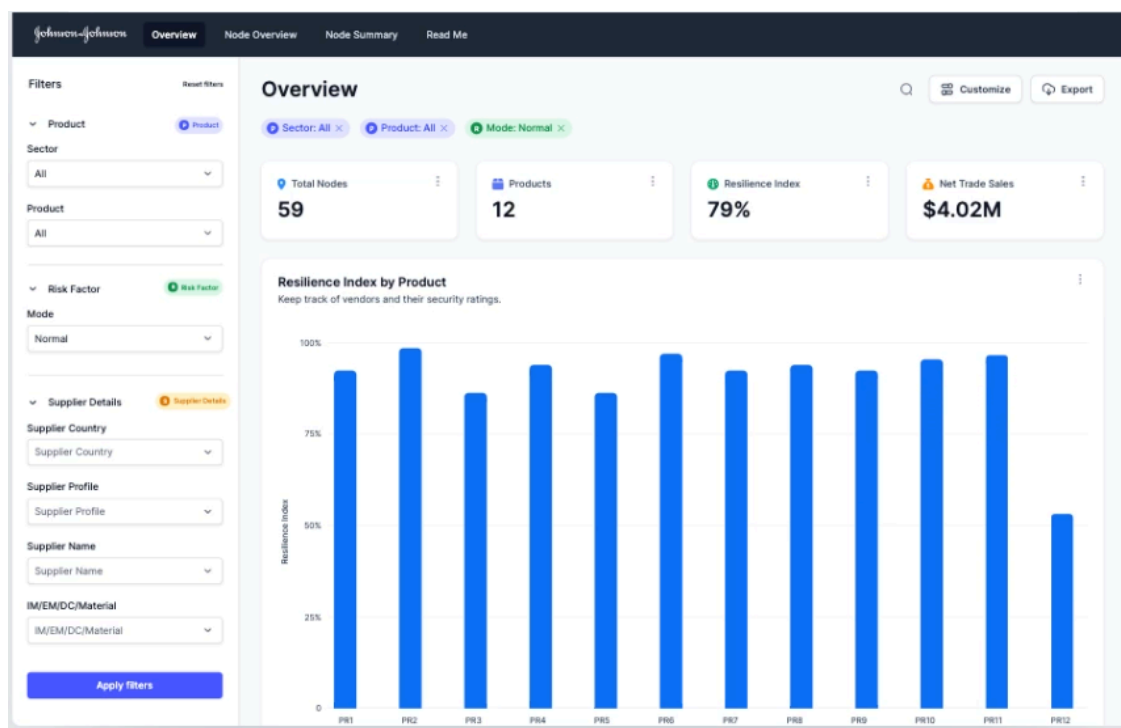 Johnson&Johnson Overview Node Overview Node Summary Read Me
Filters Reset filters
Product P Product
Sector
All
Product
All
Risk Factor Risk Factor
Mode
Normal
Supplier Details Supplier Details
Supplier Country
Supplier Country
Supplier Profile
Supplier Profile
Supplier Name
Supplier Name
IM/EM/DC/Material
IM/EM/DC/Material
Apply filters
Overview
Customize Export
P Sector: All × P Product: All × R Mode: Normal ×
Total Nodes
59
Products
12
Resilience Index
79%
Net Trade Sales
$4.02M
Resilience Index by Product
Keep track of vendors and their security ratings.
Resilience Index
100%
75%
50%
25%
0
PR1 PR2 PR3 PR4 PR5 PR6 PR7 PR8 PR9 PR10 PR11 PR12